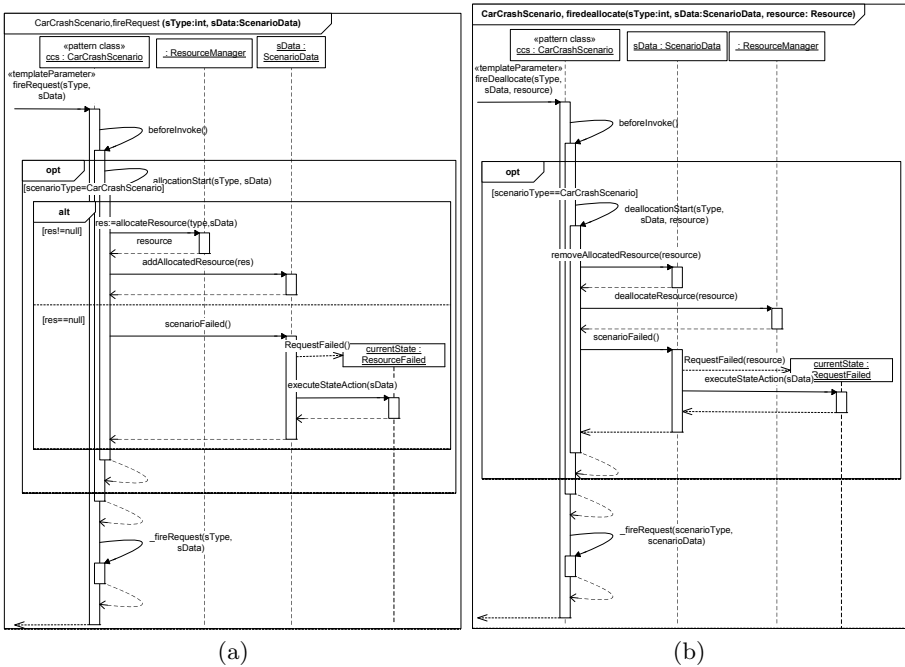 CarCrashScenario,fireRequest (sType:int, sData:ScenarioData)
«pattern class»
ccs : CarCrashScenario
: ResourceManager
sData :
ScenarioData
«templateParameter»
fireRequest(sType,
sData)
beforeInvoke()
opt
allocationStart(sType, sData)
[scenarioType=CarCrashScenario]
alt
[res!=null]
res:=allocateResource(type,sData)
resource
addAllocatedResource(res)
[res==null]
scenarioFailed()
RequestFailed()
currentState :
ResourceFailed
executeStateAction(sData)
_fireRequest(sType,
sData)
(a)
CarCrashScenario, firedeallocate(sType:int, sData:ScenarioData, resource: Resource)
«pattern class»
ccs : CarCrashScenario
sData : ScenarioData
: ResourceManager
«templateParameter»
fireDeallocate(sType,
sData, resource)
beforeInvoke()
opt
[scenarioType==CarCrashScenario]
deallocationStart(sType,
sData, resource)
removeAllocatedResource(resource)
deallocateResource(resource)
scenarioFailed()
RequestFailed(resource)
currentState :
RequestFailed
executeStateAction(sData)
_fireRequest(scenarioType,
scenarioData)
(b)